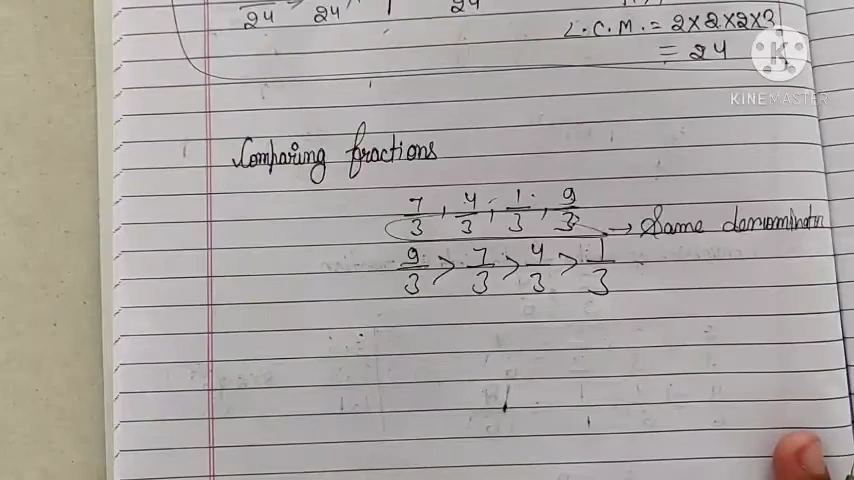 24 24 24
L.C.M. = 2×2×2×3
= 24
K
KINEMASTER
Comparing fractions
7/3, 4/3, 1/3, 9/3 → Same denominator
9/3 > 7/3 > 4/3 > 1/3